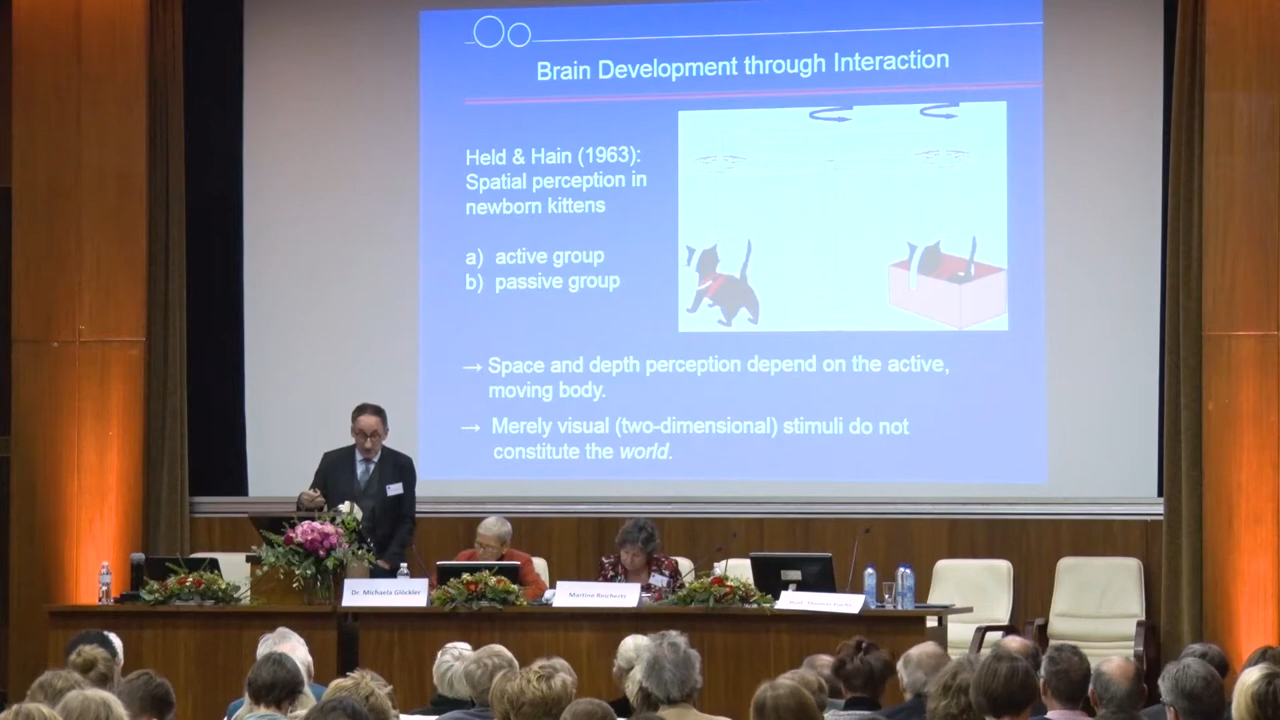 Brain Development through Interaction
Held & Hain (1963):
Spatial perception in
newborn kittens
a) active group
b) passive group
→ Space and depth perception depend on the active,
moving body.
→ Merely visual (two-dimensional) stimuli do not
constitute the world.
Dr. Michaela Glöckler
Martine Reicherts